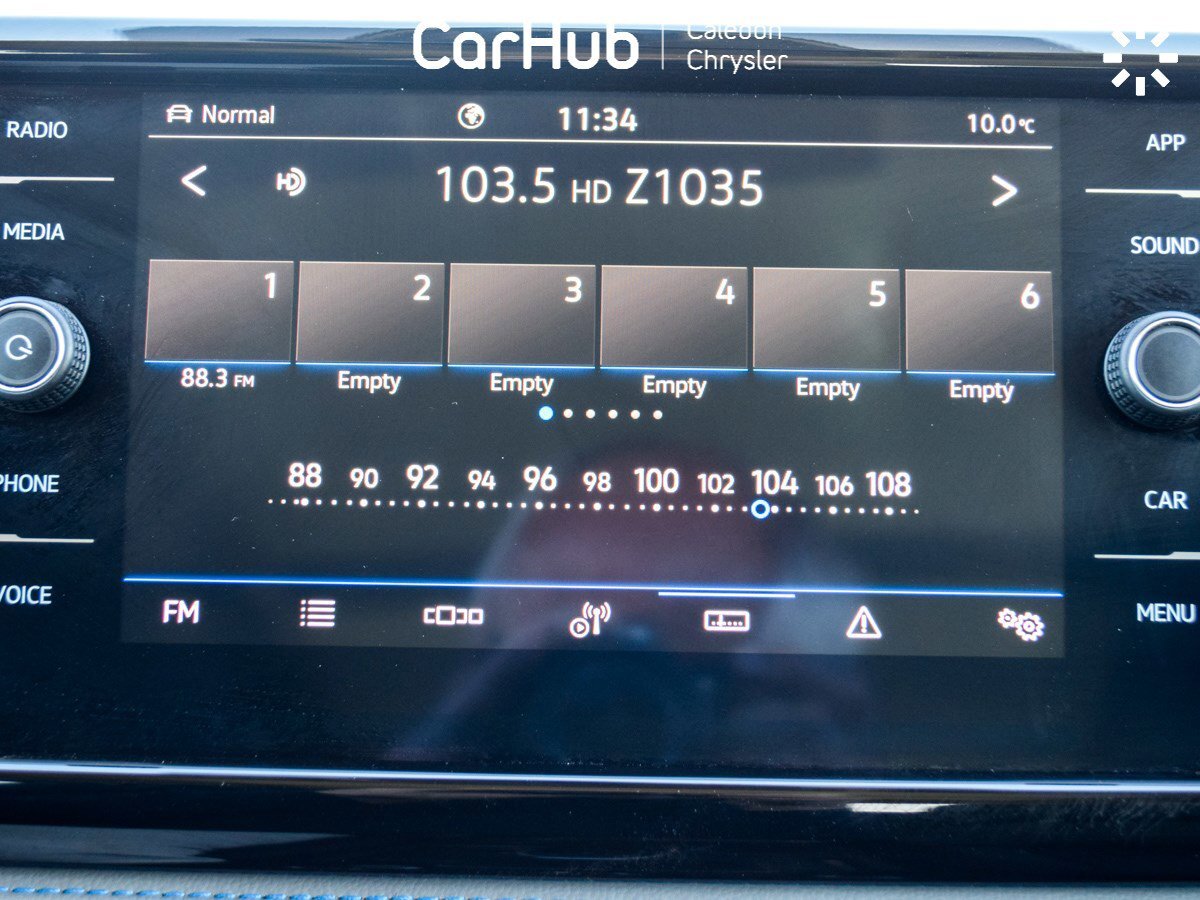 CarHub
Caledon
Chrysler
Normal
11:34
10.0°C
RADIO
MEDIA
PHONE
VOICE
APP
SOUND
CAR
MENU
HD
103.5 HD Z1035
1 2 3 4 5 6
88.3 FM Empty Empty Empty Empty Empty
88 90 92 94 96 98 100 102 104 106 108
FM